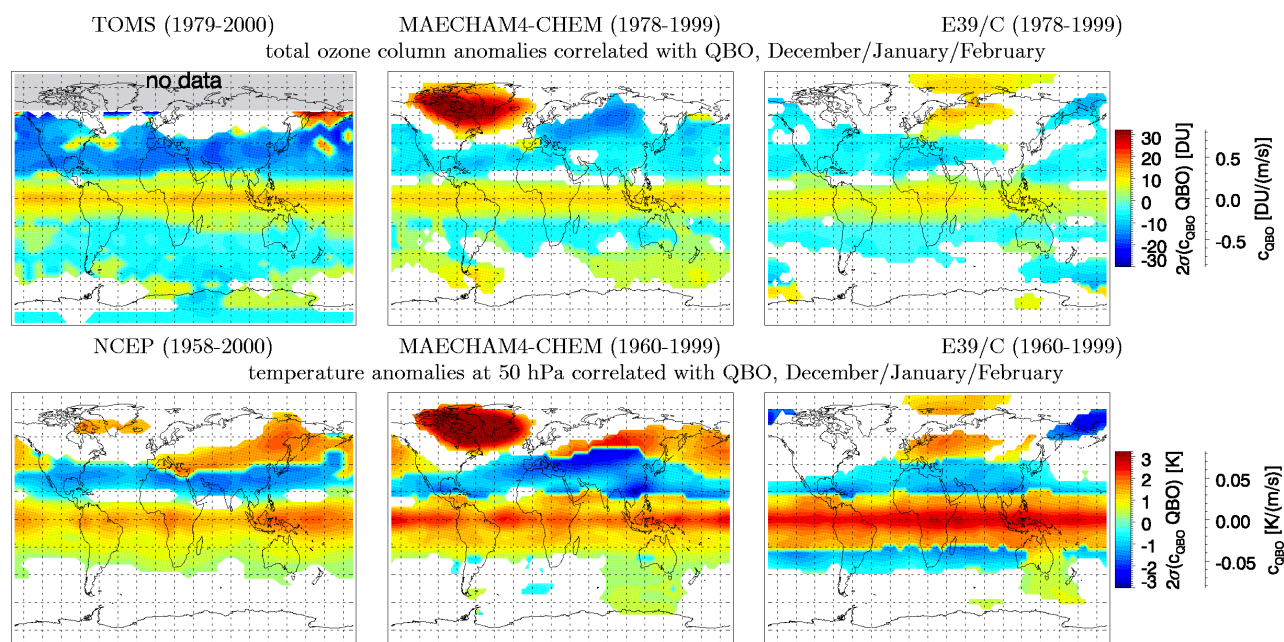 TOMS (1979-2000) MAECHAM4-CHEM (1978-1999) E39/C (1978-1999)
total ozone column anomalies correlated with QBO, December/January/February
no data
30
20
10
0
-10
-20
-30
2σ(cQBO QBO) [DU]
0.5
0.0
-0.5
cQBO [DU/(m/s)]
NCEP (1958-2000) MAECHAM4-CHEM (1960-1999) E39/C (1960-1999)
temperature anomalies at 50 hPa correlated with QBO, December/January/February
3
2
1
0
-1
-2
-3
2σ(cQBO QBO) [K]
0.05
0.00
-0.05
cQBO [K/(m/s)]